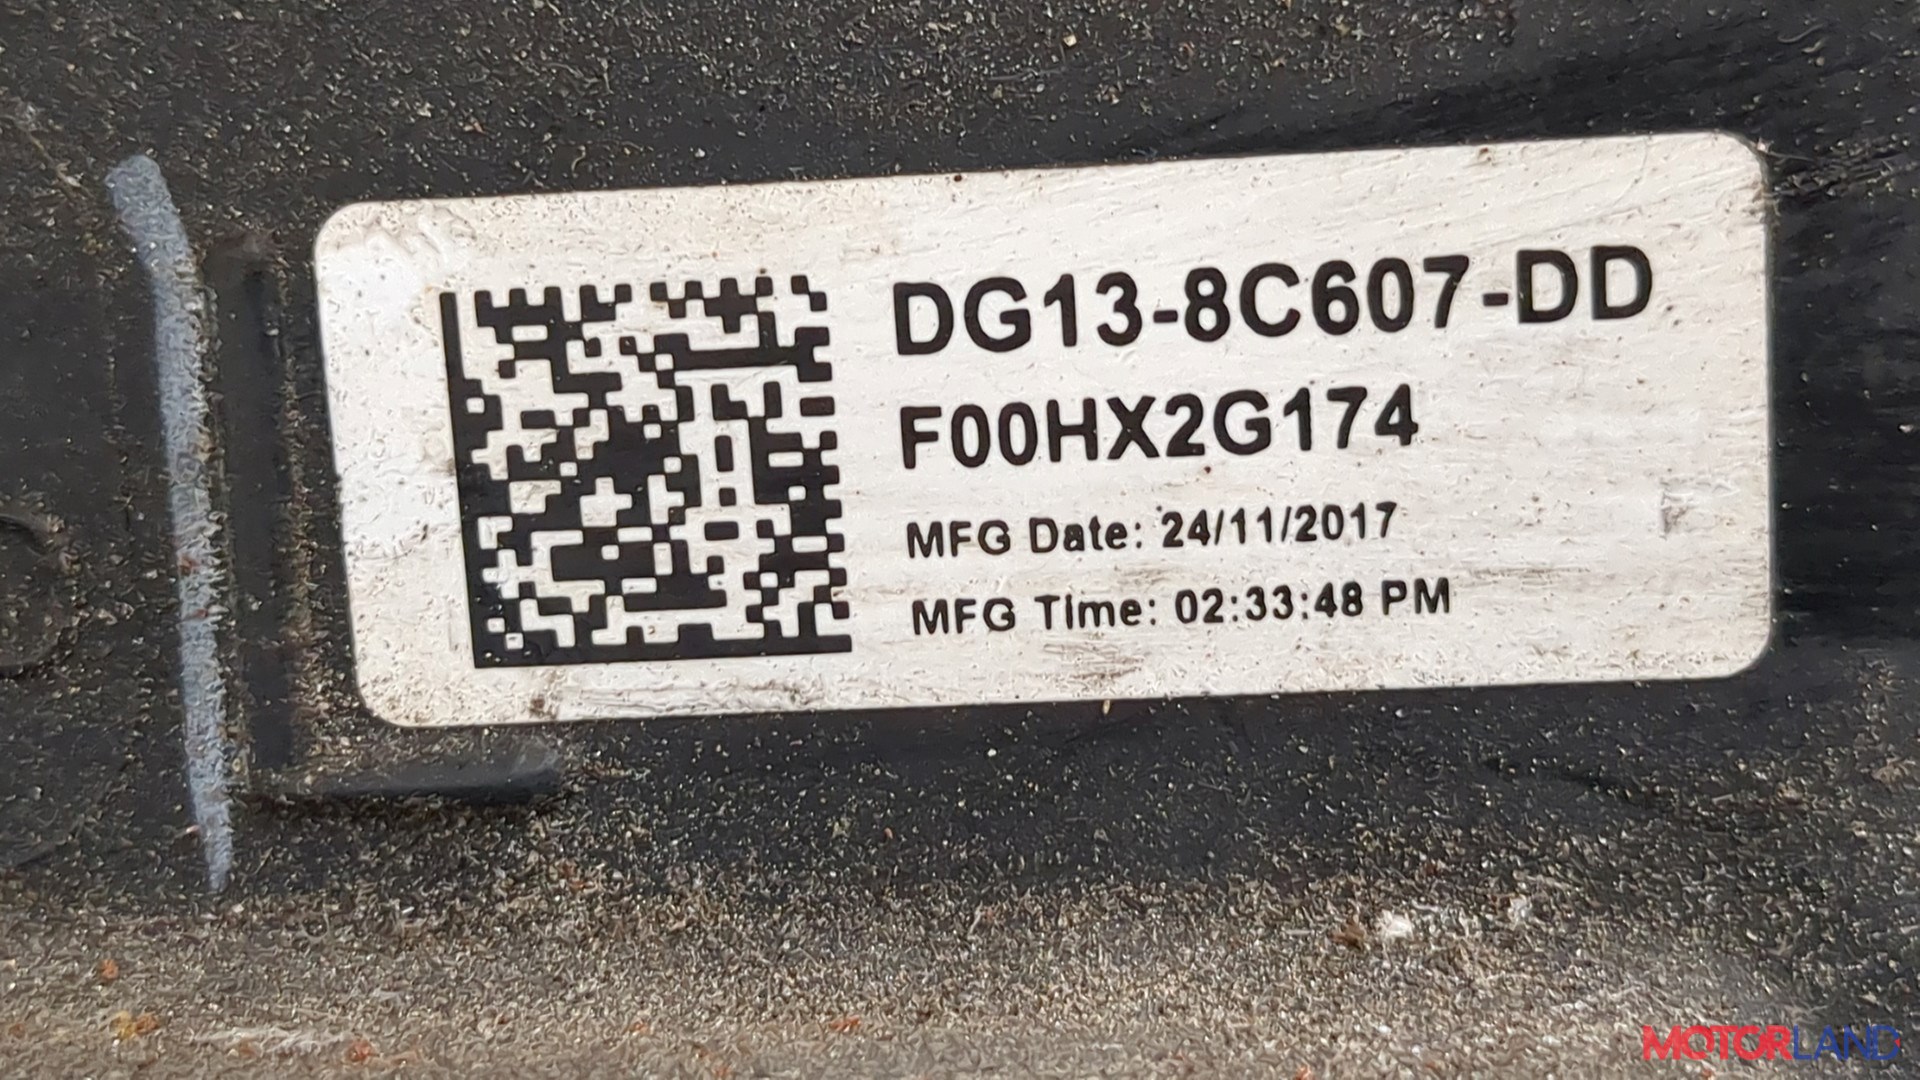 DG13-8C607-DD
F00HX2G174
MFG Date: 24/11/2017
MFG Time: 02:33:48 PM
MOTORLAND